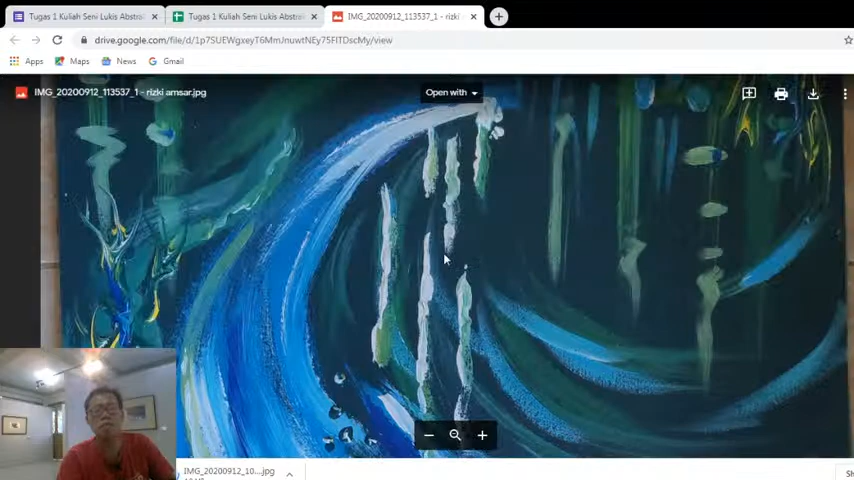 Tugas 1 Kuliah Seni Lukis Abstra
Tugas 1 Kuliah Seni Lukis Abstra
IMG_20200912_113537_1 - rizki
drive.google.com/file/d/1p7SUEWgxeyT6MmJnuwtNEy75FlTDscMy/view
Apps
Maps
News
Gmail
IMG_20200912_113537_1 - rizki amsar.jpg
Open with
IMG_20200912_10....jpg